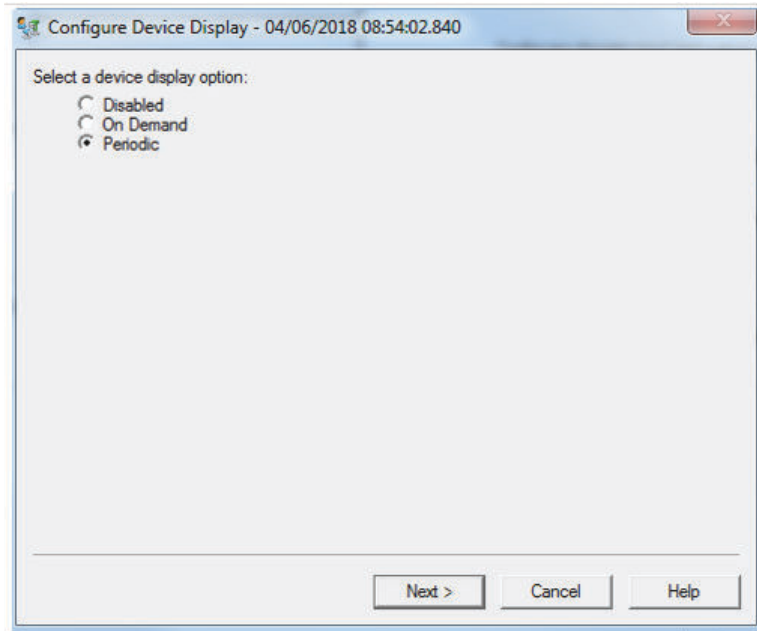 Configure Device Display - 04/06/2018 08:54:02.840
Select a device display option:
Disabled
On Demand
Periodic
Next >
Cancel
Help